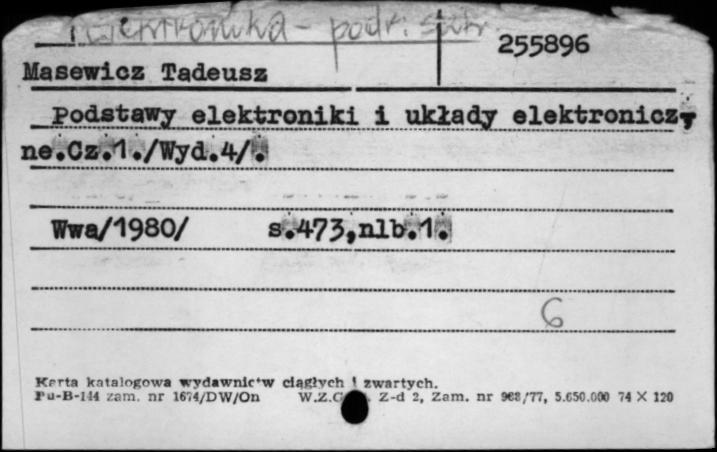 elektronika - podr.
255896
Masewicz Tadeusz
Podstawy elektroniki i układy elektronicz-
ne.Cz.1./Wyd.4/.
Wwa/1980/ s.473,nlb.1.
6
Karta katalogowa wydawnictw ciągłych i zwartych.
Pu-B-144 zam. nr 1674/DW/On W.Z.G. Z-d 2, Zam. nr 968/77, 5.650.000 74 X 120